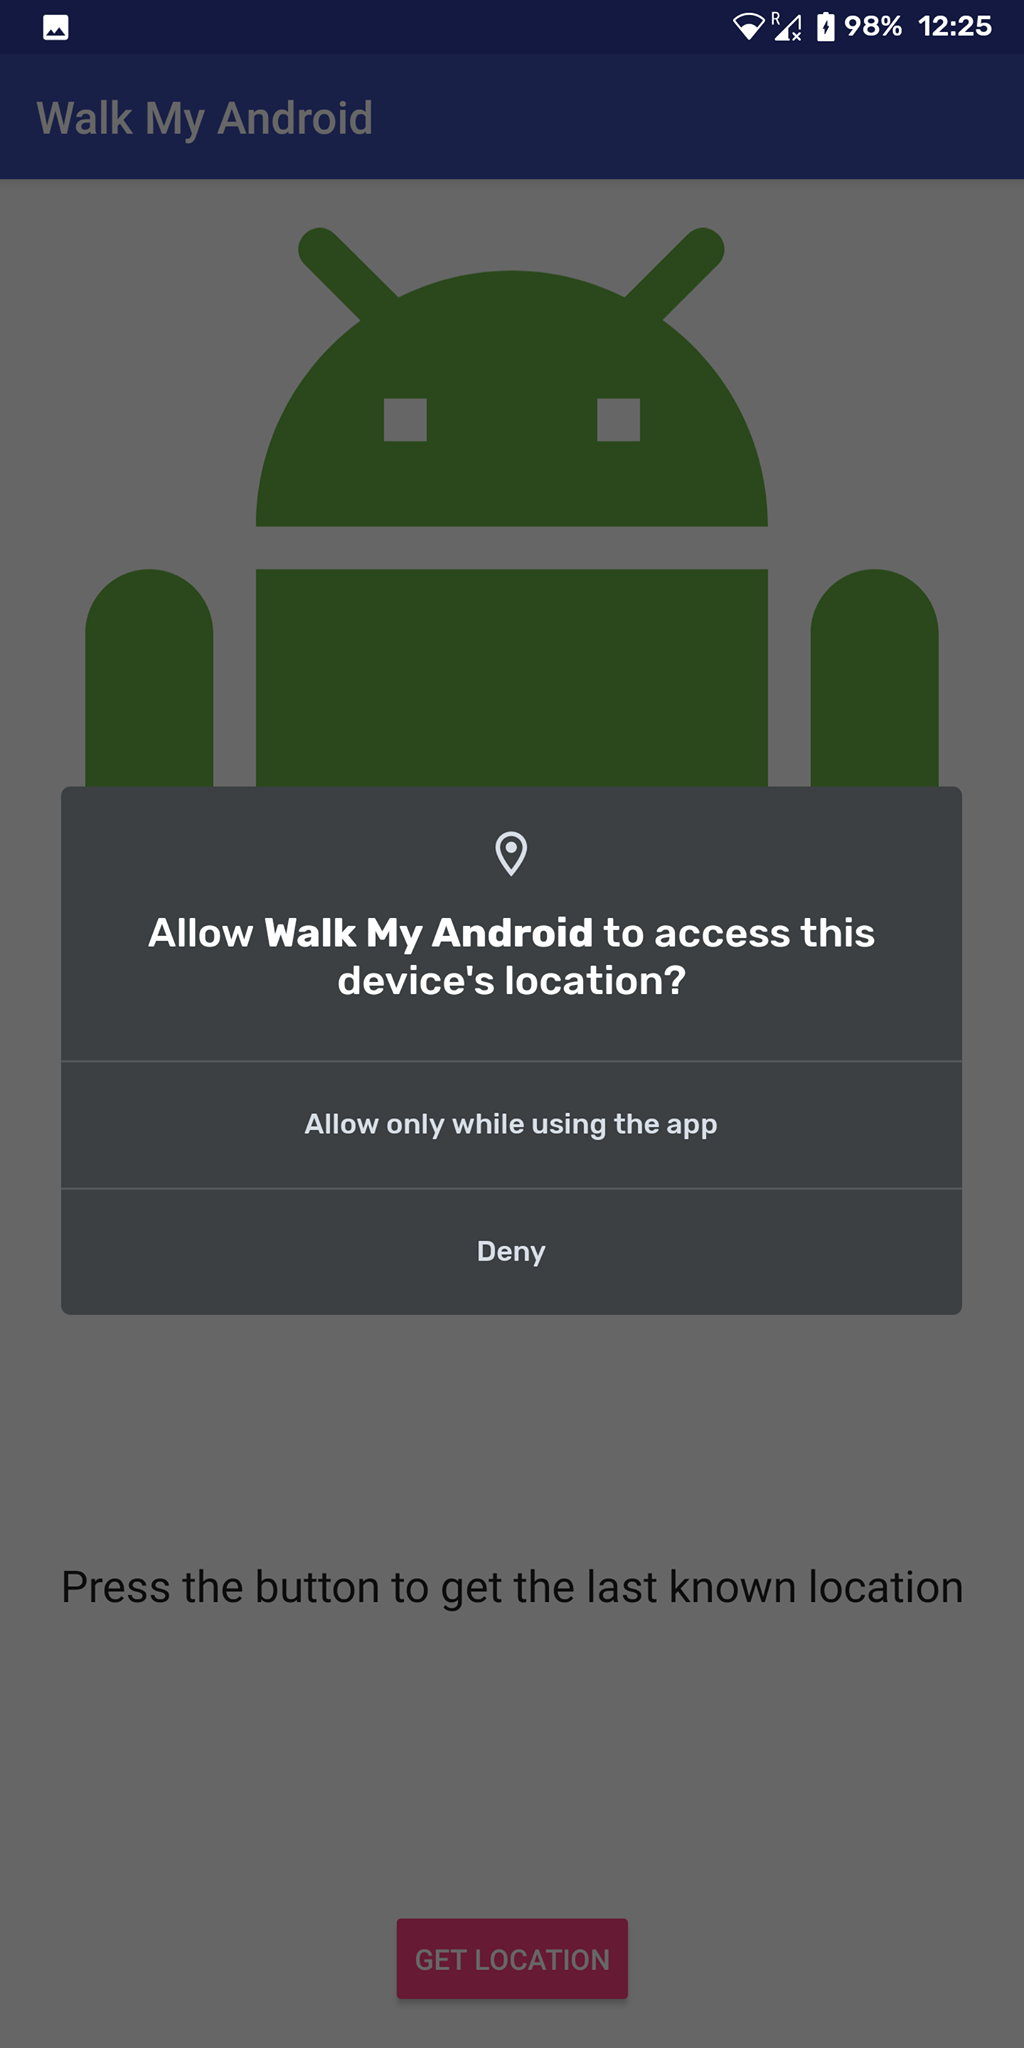 R 98% 12:25
Walk My Android
Allow Walk My Android to access this
device's location?
Allow only while using the app
Deny
Press the button to get the last known location
GET LOCATION